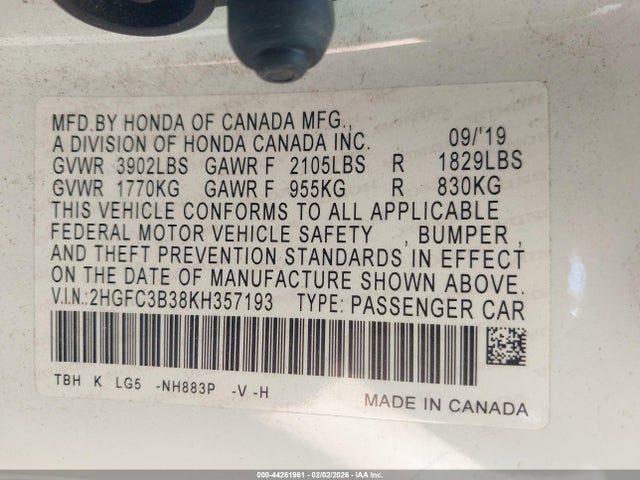 MFD.BY HONDA OF CANADA MFG.,
A DIVISION OF HONDA CANADA INC. 09/'19
GVWR 3902LBS GAWR F 2105LBS R 1829LBS
GVWR 1770KG GAWR F 955KG R 830KG
THIS VEHICLE CONFORMS TO ALL APPLICABLE
FEDERAL MOTOR VEHICLE SAFETY , BUMPER ,
AND THEFT PREVENTION STANDARDS IN EFFECT
ON THE DATE OF MANUFACTURE SHOWN ABOVE.
V.I.N.:2HGFC3B38KH357193 TYPE: PASSENGER CAR
TBH K LG5 -NH883P -V -H
MADE IN CANADA
000-44261961 - 02/02/2026 - IAA Inc.